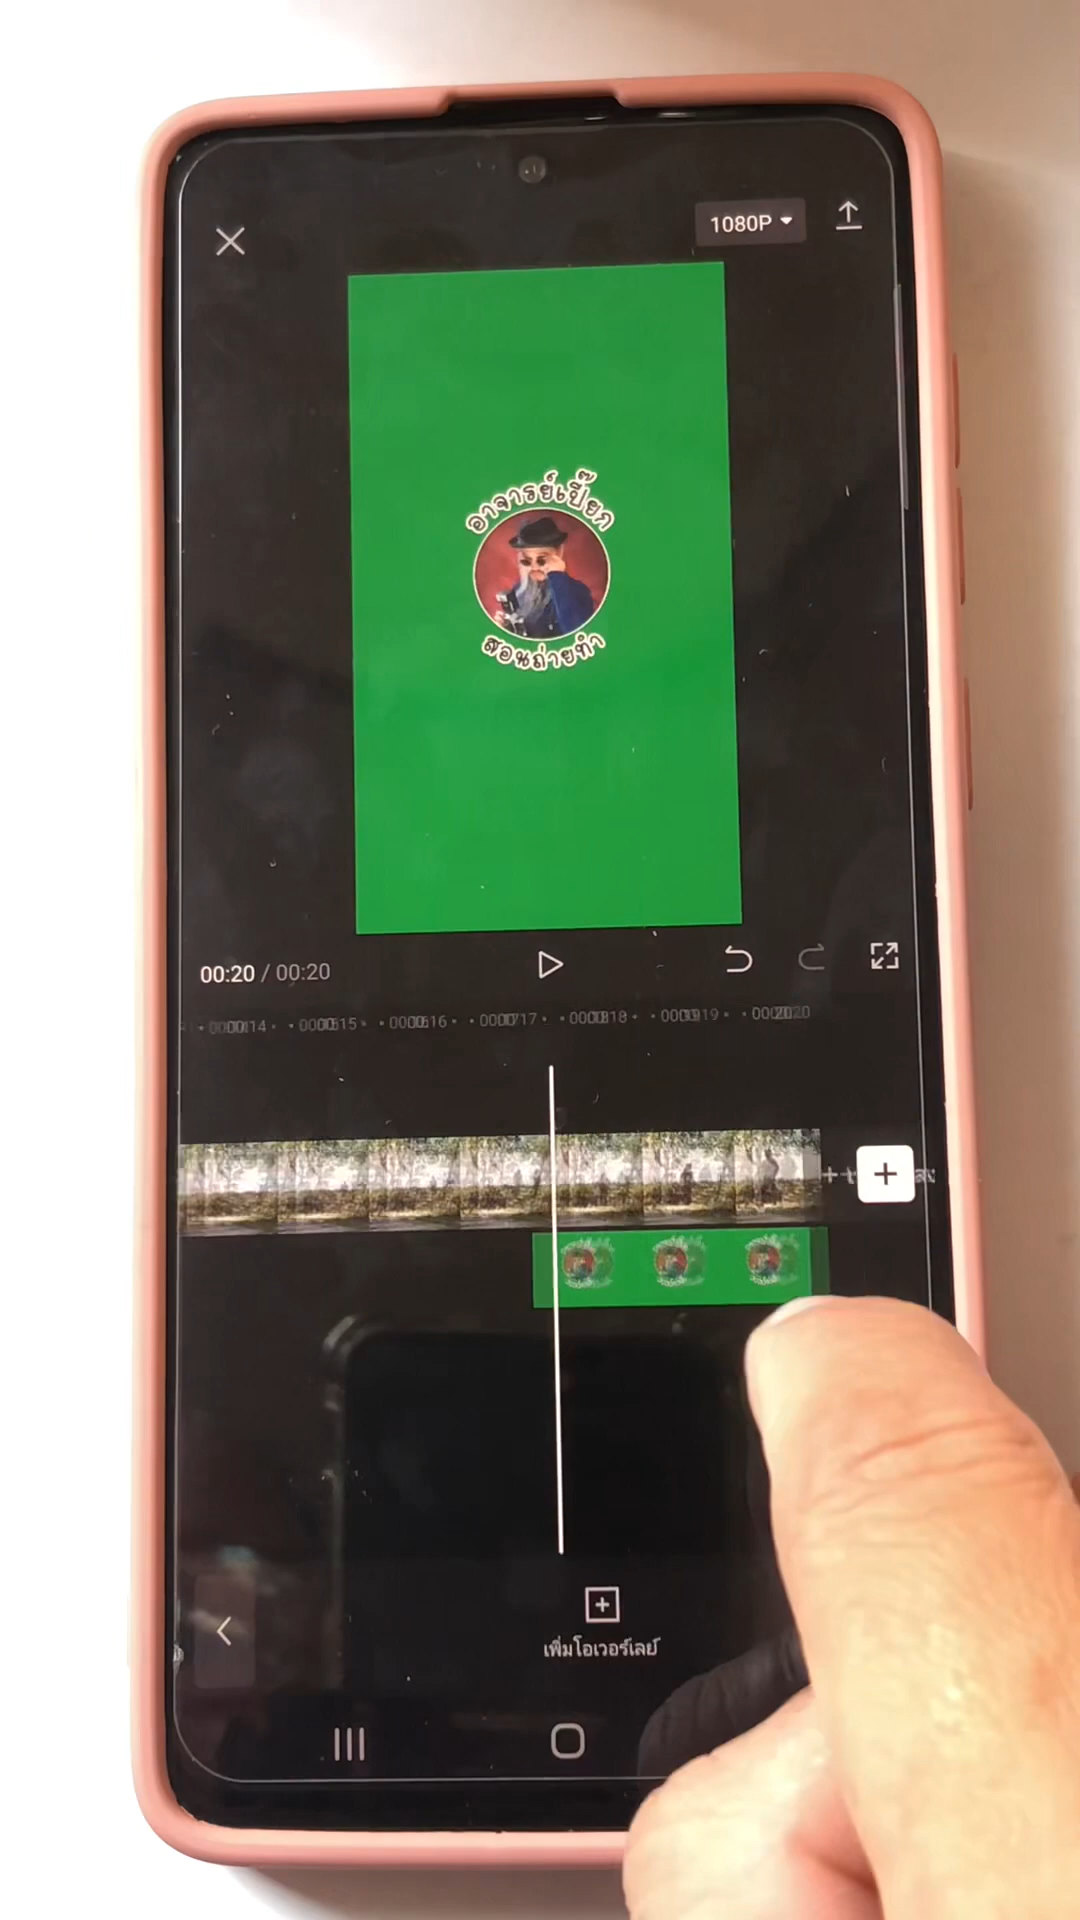 1080P
อาจารย์เปี๊ยก
สอนถ่ายทำ
00:20 / 00:20
เพิ่มโอเวอร์เลย์